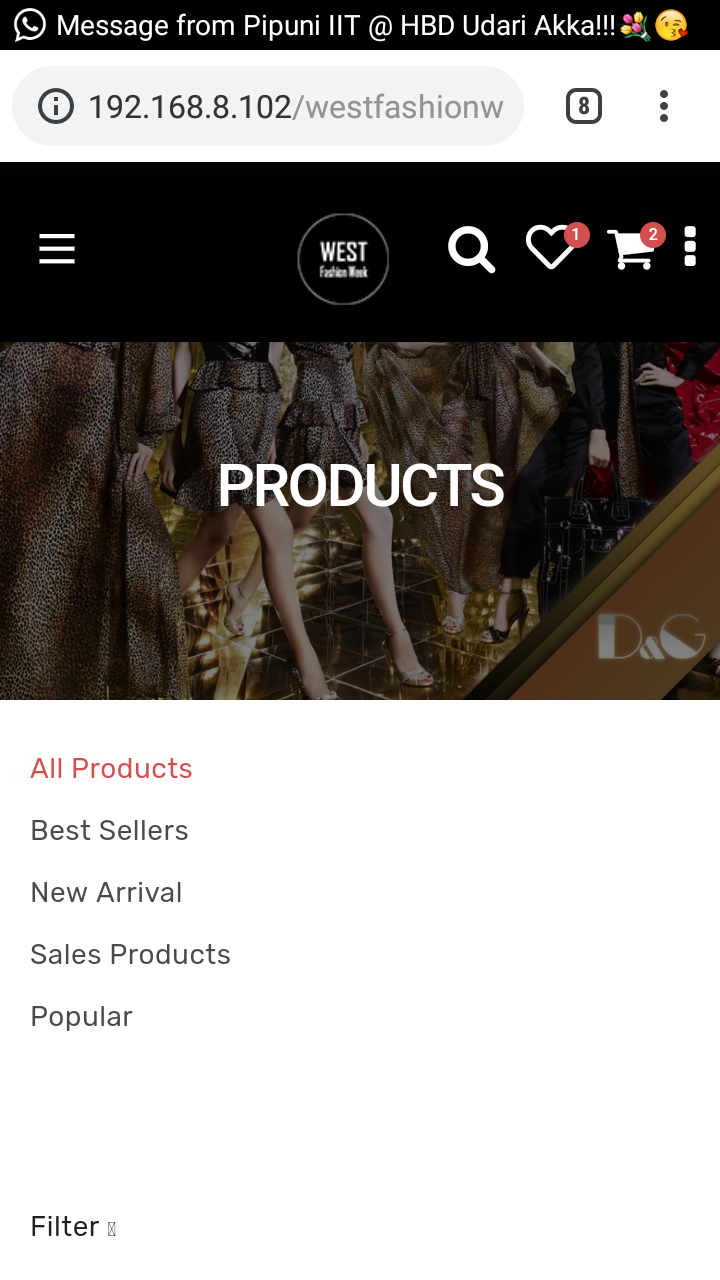 Message from Pipuni IIT @ HBD Udari Akka!!!💐😘
192.168.8.102/westfashionw
8
WEST
Fashion Week
1
2
PRODUCTS
D&G
All Products
Best Sellers
New Arrival
Sales Products
Popular
Filter